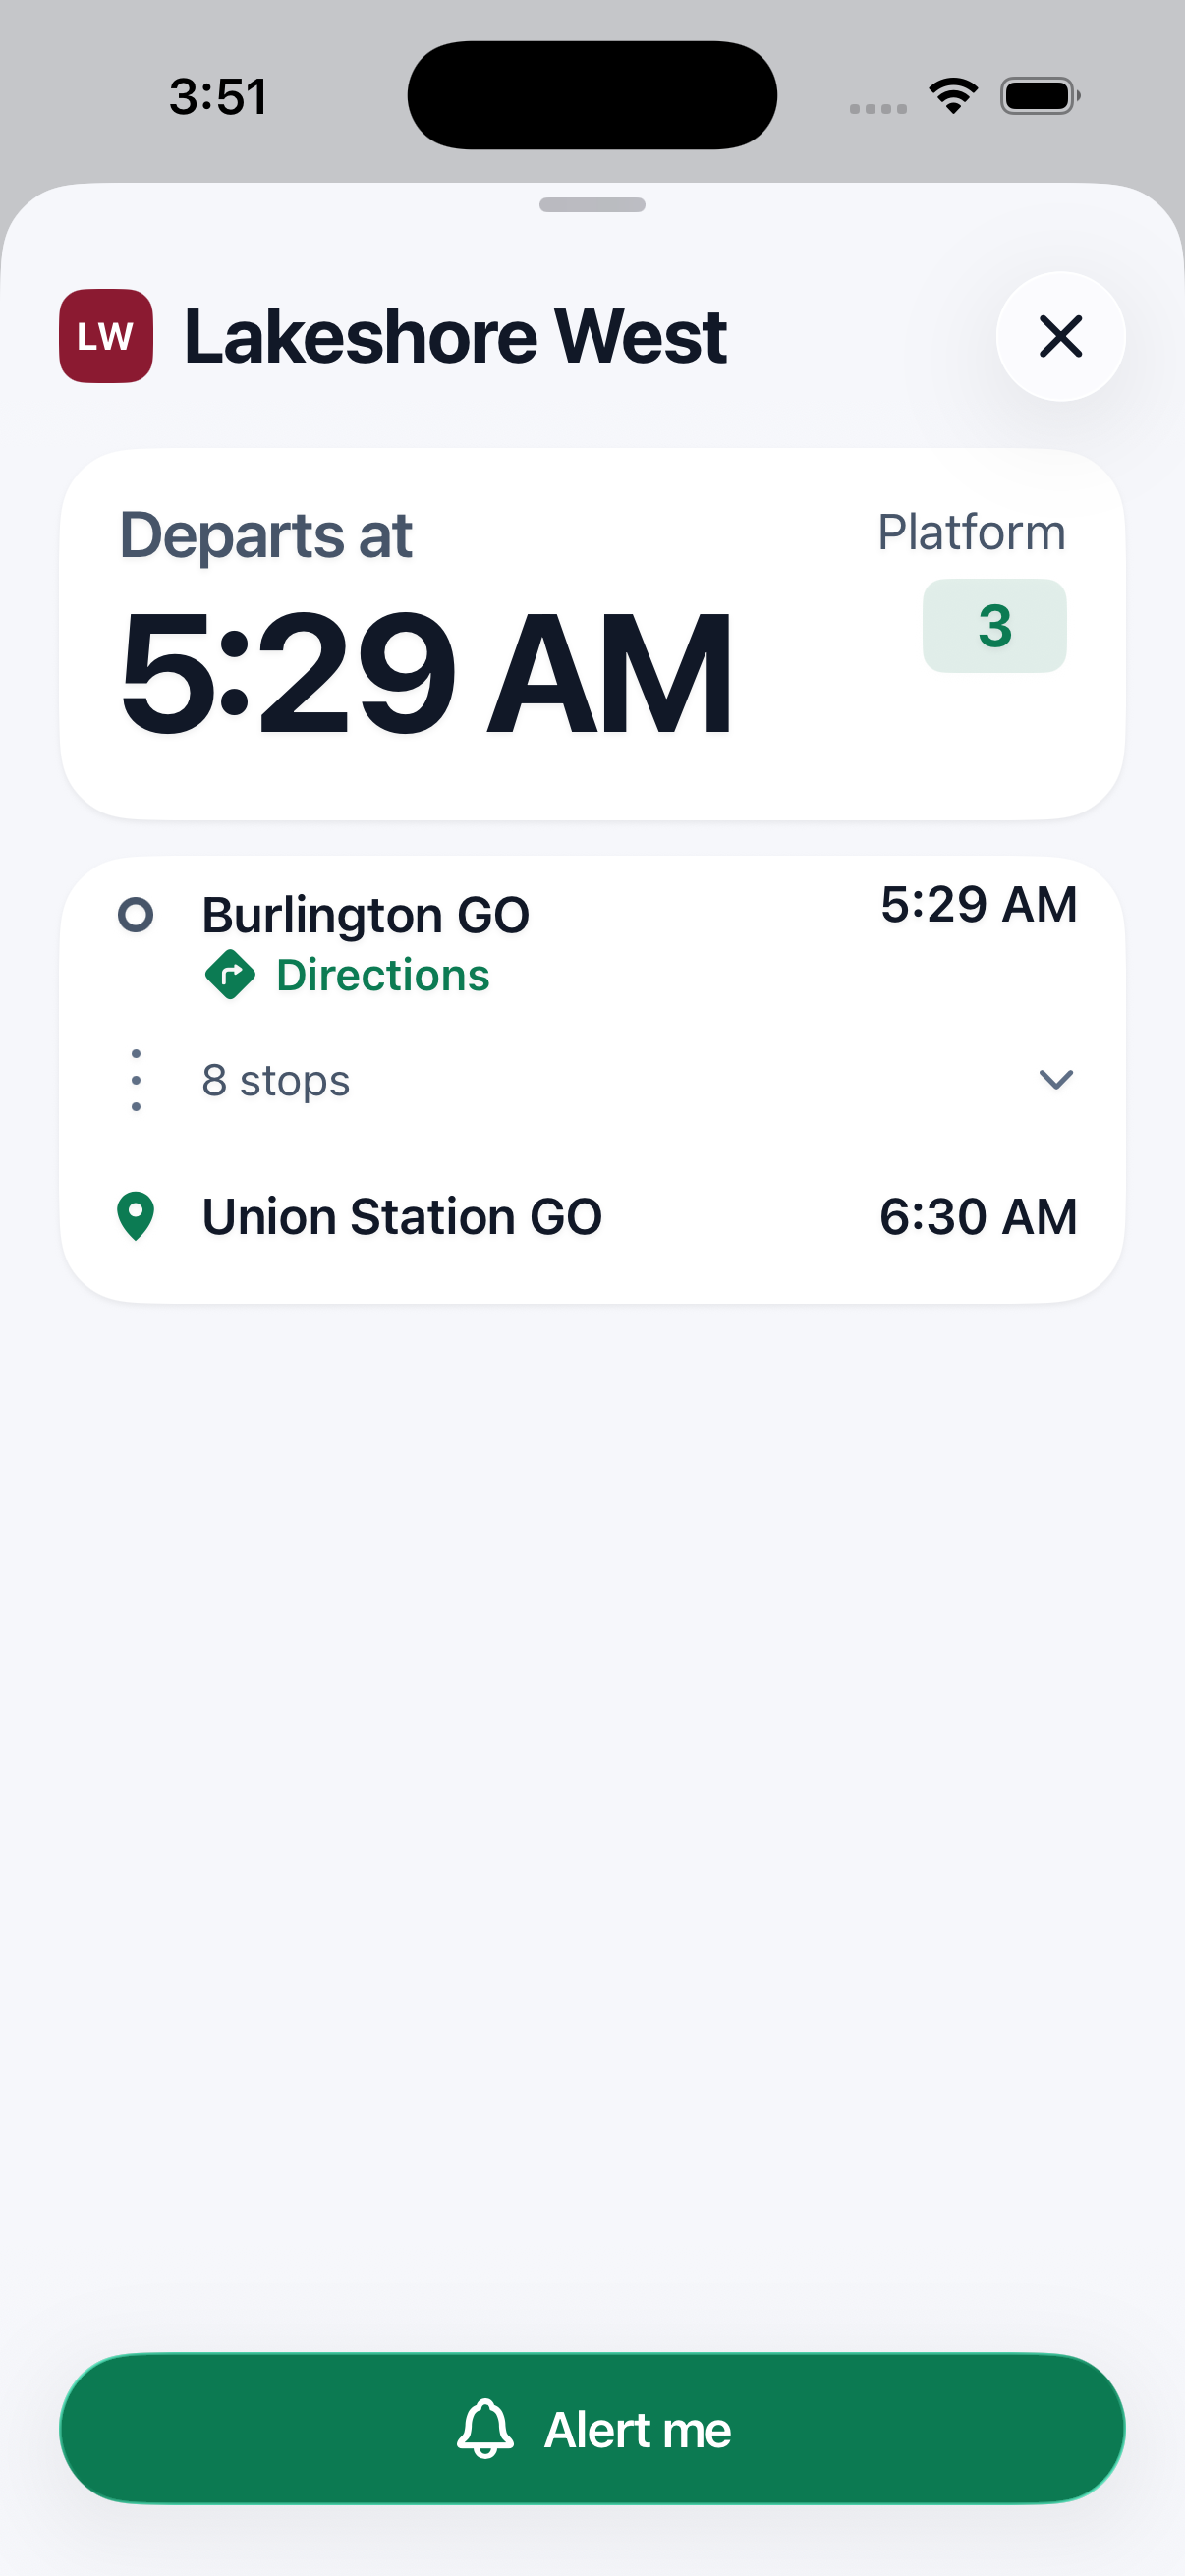 3:51
LW Lakeshore West
Departs at
Platform
5:29 AM
3
Burlington GO
5:29 AM
Directions
8 stops
Union Station GO
6:30 AM
Alert me